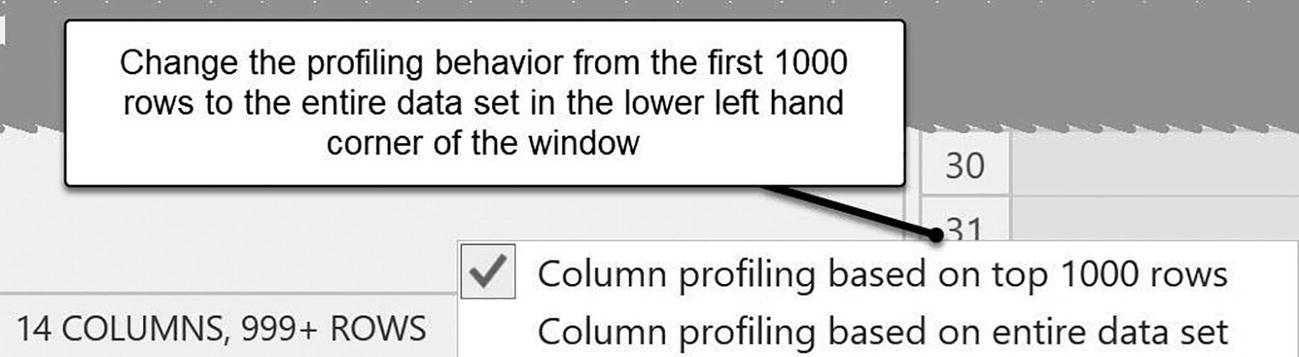 Change the profiling behavior from the first 1000
rows to the entire data set in the lower left hand
corner of the window
30
31
Column profiling based on top 1000 rows
14 COLUMNS, 999+ ROWS
Column profiling based on entire data set